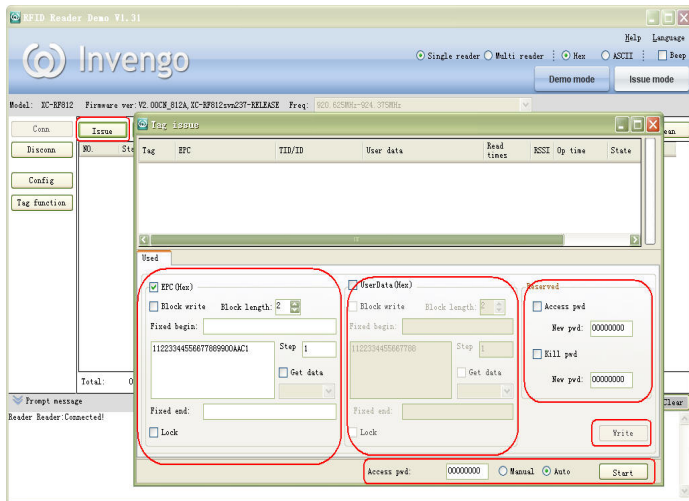 RFID Reader Demo V1.31
Help Language
Invengo
Single reader Multi reader Hex ASCII Beep
Demo mode Issue mode
Model: XC-RF812 Firmware ver: V2.00CN_812A, XC-RF812svn237-RELEASE Freq: 920.625MHz-924.375MHz
Conn
Issue
Disconn
Config
Tag function
NO.
Tag issue
Tag EPC TID/ID User data Read times RSSI Op time State
Used
EPC(Hex)
Block write Block length: 2
Fixed begin:
11223344556677889900AAC1
Step 1
Get data
Fixed end:
Lock
UserData(Hex)
Block write Block length: 2
Fixed begin:
1122334455667788
Step 1
Get data
Fixed end:
Lock
Reserved
Access pwd
New pwd: 00000000
Kill pwd
New pwd: 00000000
Write
Access pwd: 00000000 Manual Auto Start
Total: 0
Prompt message
Clear
Reader Reader:Connected!